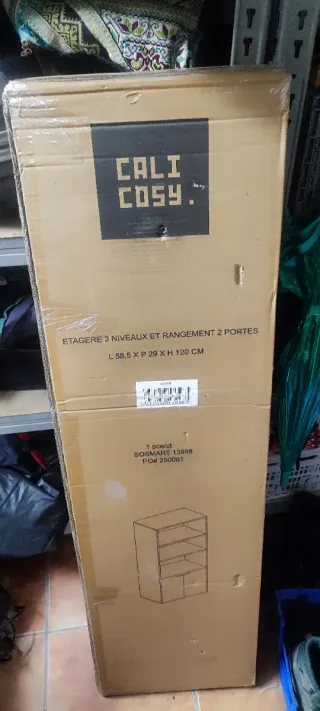 CALI
COSY.
ETAGERE 3 NIVEAUX ET RANGEMENT 2 PORTES
L 58.5 X P 29 X H 120 CM
1 pce/ct
SOSMART 13998
PO# 250001